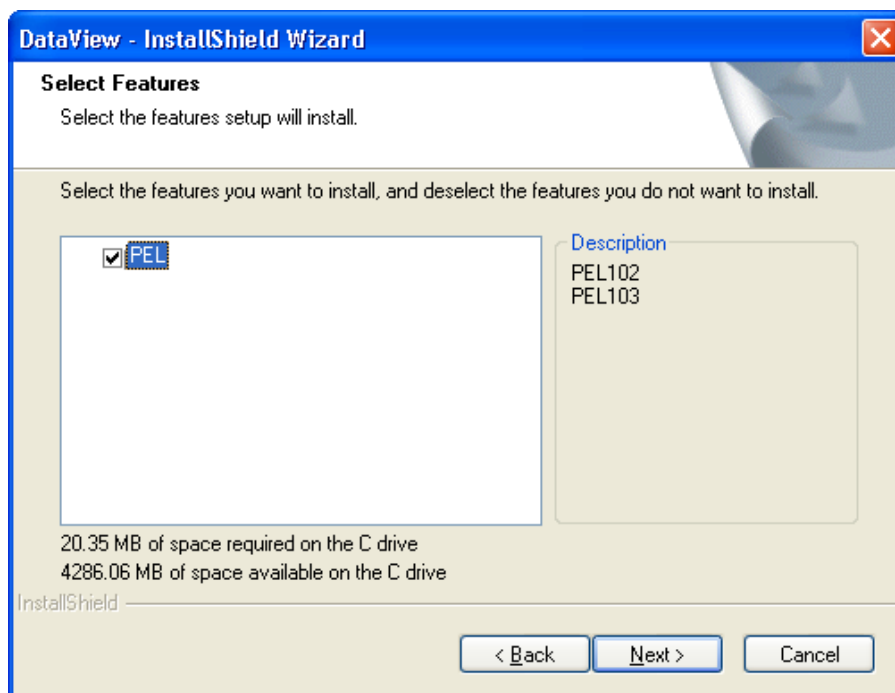 DataView - InstallShield Wizard
Select Features
Select the features setup will install.
Select the features you want to install, and deselect the features you do not want to install.
PEL
Description
PEL102
PEL103
20.35 MB of space required on the C drive
4286.06 MB of space available on the C drive
InstallShield
< Back
Next >
Cancel